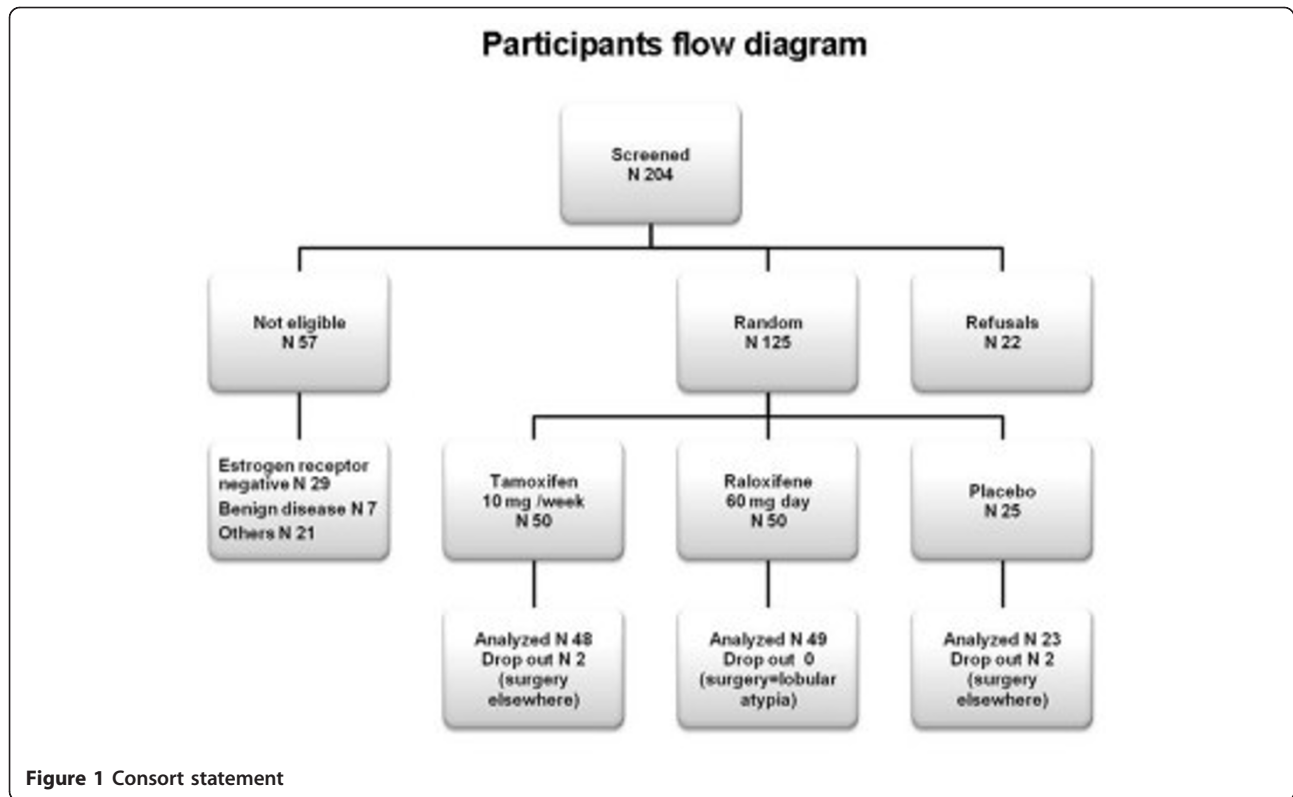 Participants flow diagram
Screened
N 204
Not eligible
N 57
Random
N 125
Refusals
N 22
Estrogen receptor
negative N 29
Benign disease N 7
Others N 21
Tamoxifen
10 mg /week
N 50
Raloxifene
60 mg day
N 50
Placebo
N 25
Analyzed N 48
Drop out N 2
(surgery
elsewhere)
Analyzed N 49
Drop out 0
(surgery=lobular
atypia)
Analyzed N 23
Drop out N 2
(surgery
elsewhere)
Figure 1 Consort statement